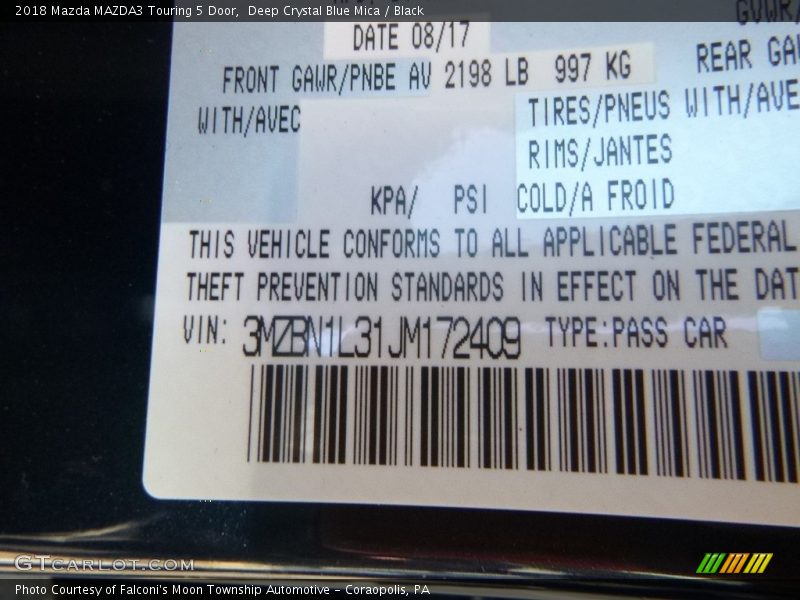 2018 Mazda MAZDA3 Touring 5 Door, Deep Crystal Blue Mica / Black
GVWR/
DATE 08/17
FRONT GAWR/PNBE AV 2198 LB 997 KG REAR GAW
WITH/AVEC TIRES/PNEUS WITH/AVE
RIMS/JANTES
KPA/ PSI COLD/A FROID
THIS VEHICLE CONFORMS TO ALL APPLICABLE FEDERAL
THEFT PREVENTION STANDARDS IN EFFECT ON THE DAT
VIN: 3MZBN1L31JM172409 TYPE:PASS CAR
GTCARLOT.COM
Photo Courtesy of Falconi's Moon Township Automotive – Coraopolis, PA